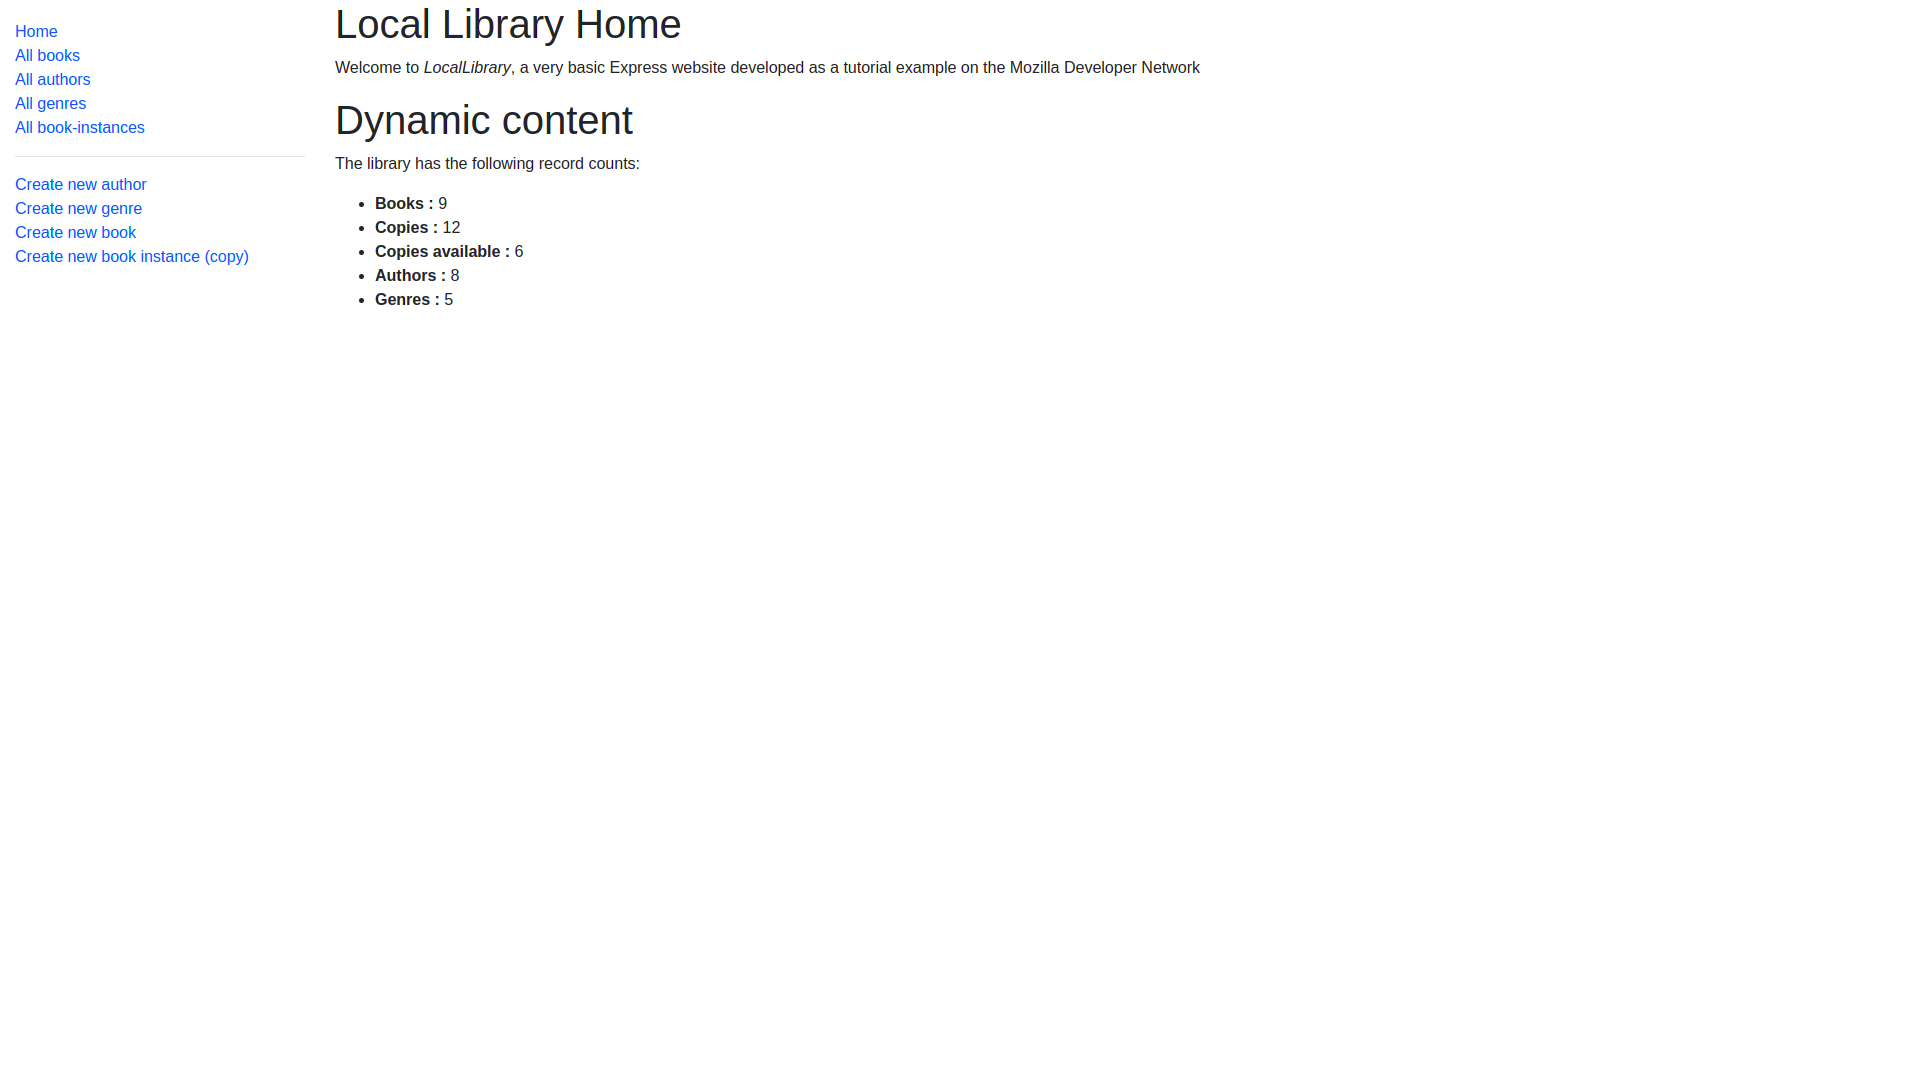 Home
All books
All authors
All genres
All book-instances
Create new author
Create new genre
Create new book
Create new book instance (copy)
Local Library Home
Welcome to LocalLibrary, a very basic Express website developed as a tutorial example on the Mozilla Developer Network
Dynamic content
The library has the following record counts:
Books : 9
Copies : 12
Copies available : 6
Authors : 8
Genres : 5